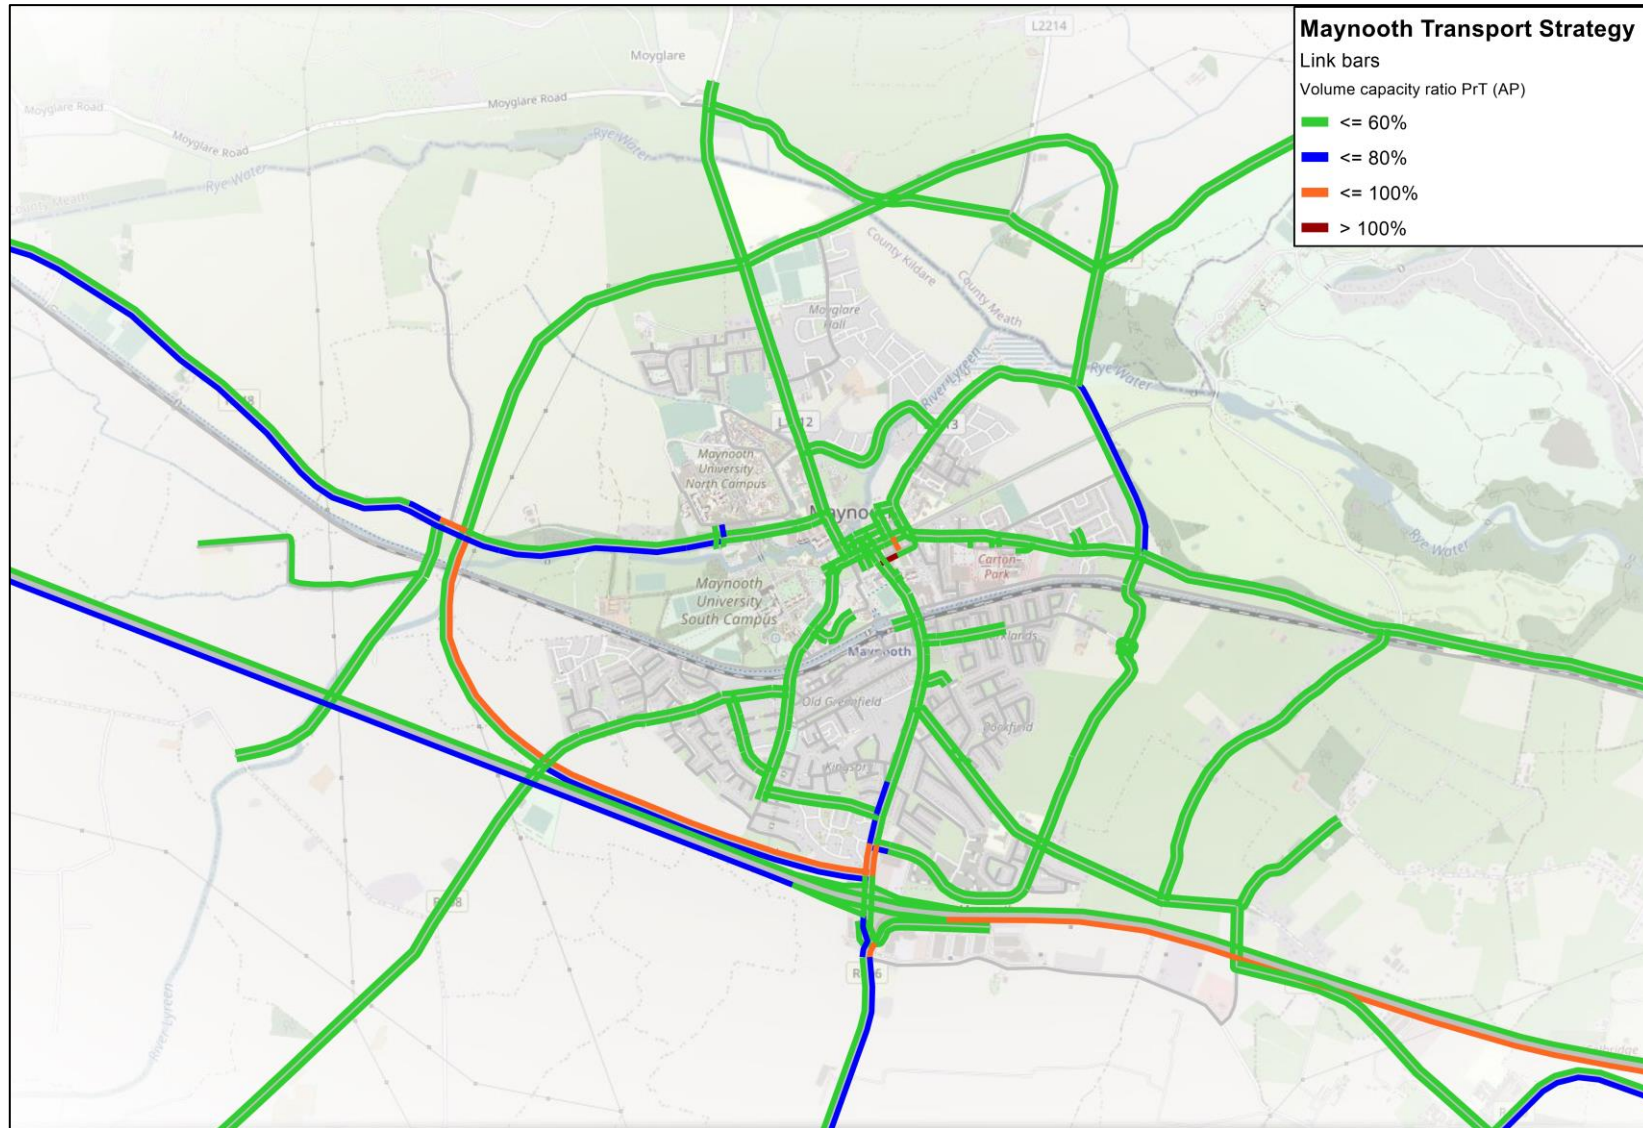 Maynooth Transport Strategy
Link bars
Volume capacity ratio PrT (AP)
<= 60%
<= 80%
<= 100%
> 100%
L2214
Moyglare
Moyglare Road
Moyglare Road
Moyglare Road
Rye Water
Rye Water
County Meath
County Kildare
County Meath
Moyglare
Hall
River Lyreen
Rye Water
Maynooth
University
North Campus
Carton
Park
Rye Water
Maynooth
University
South Campus
Maynooth
Old Greenfield
Rockfield
River Lyreen